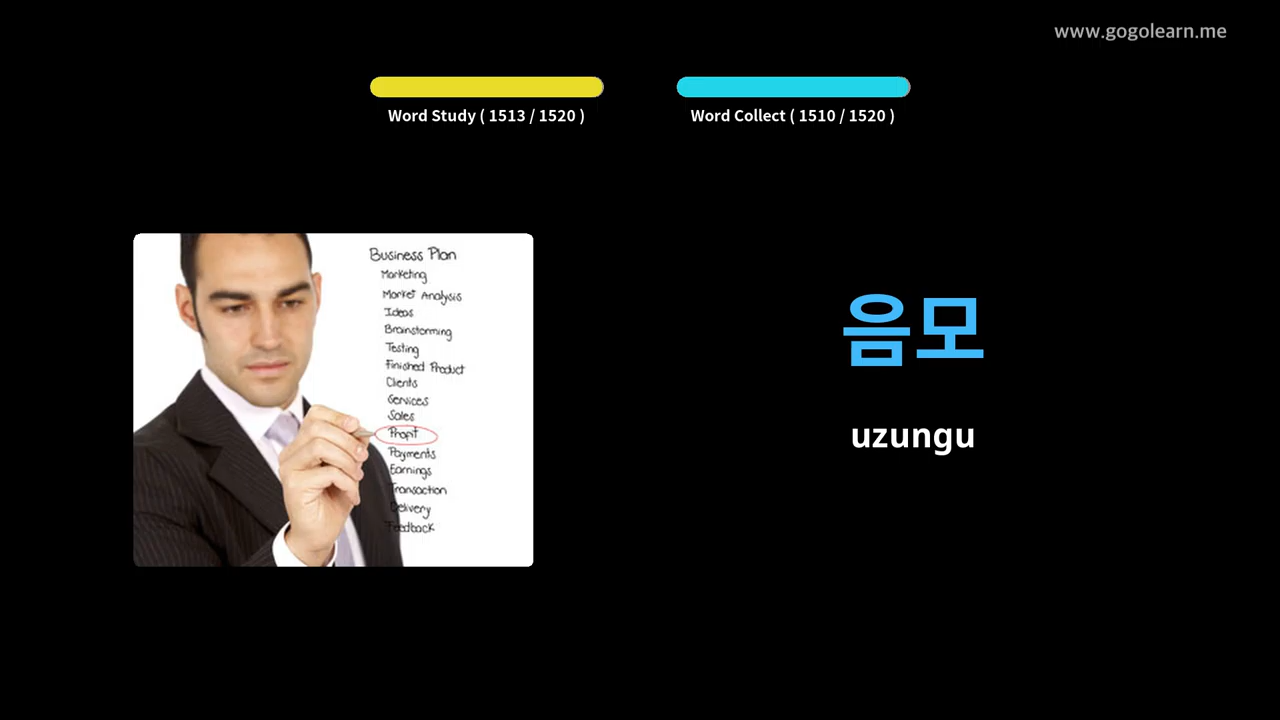 www.gogolearn.me
Word Study ( 1513 / 1520 )
Word Collect ( 1510 / 1520 )
Business Plan
Marketing
Market Analysis
Ideas
Brainstorming
Testing
Finished Product
Clients
Services
Sales
Profit
Payments
Earnings
Transaction
Delivery
Feedback
음모
uzungu